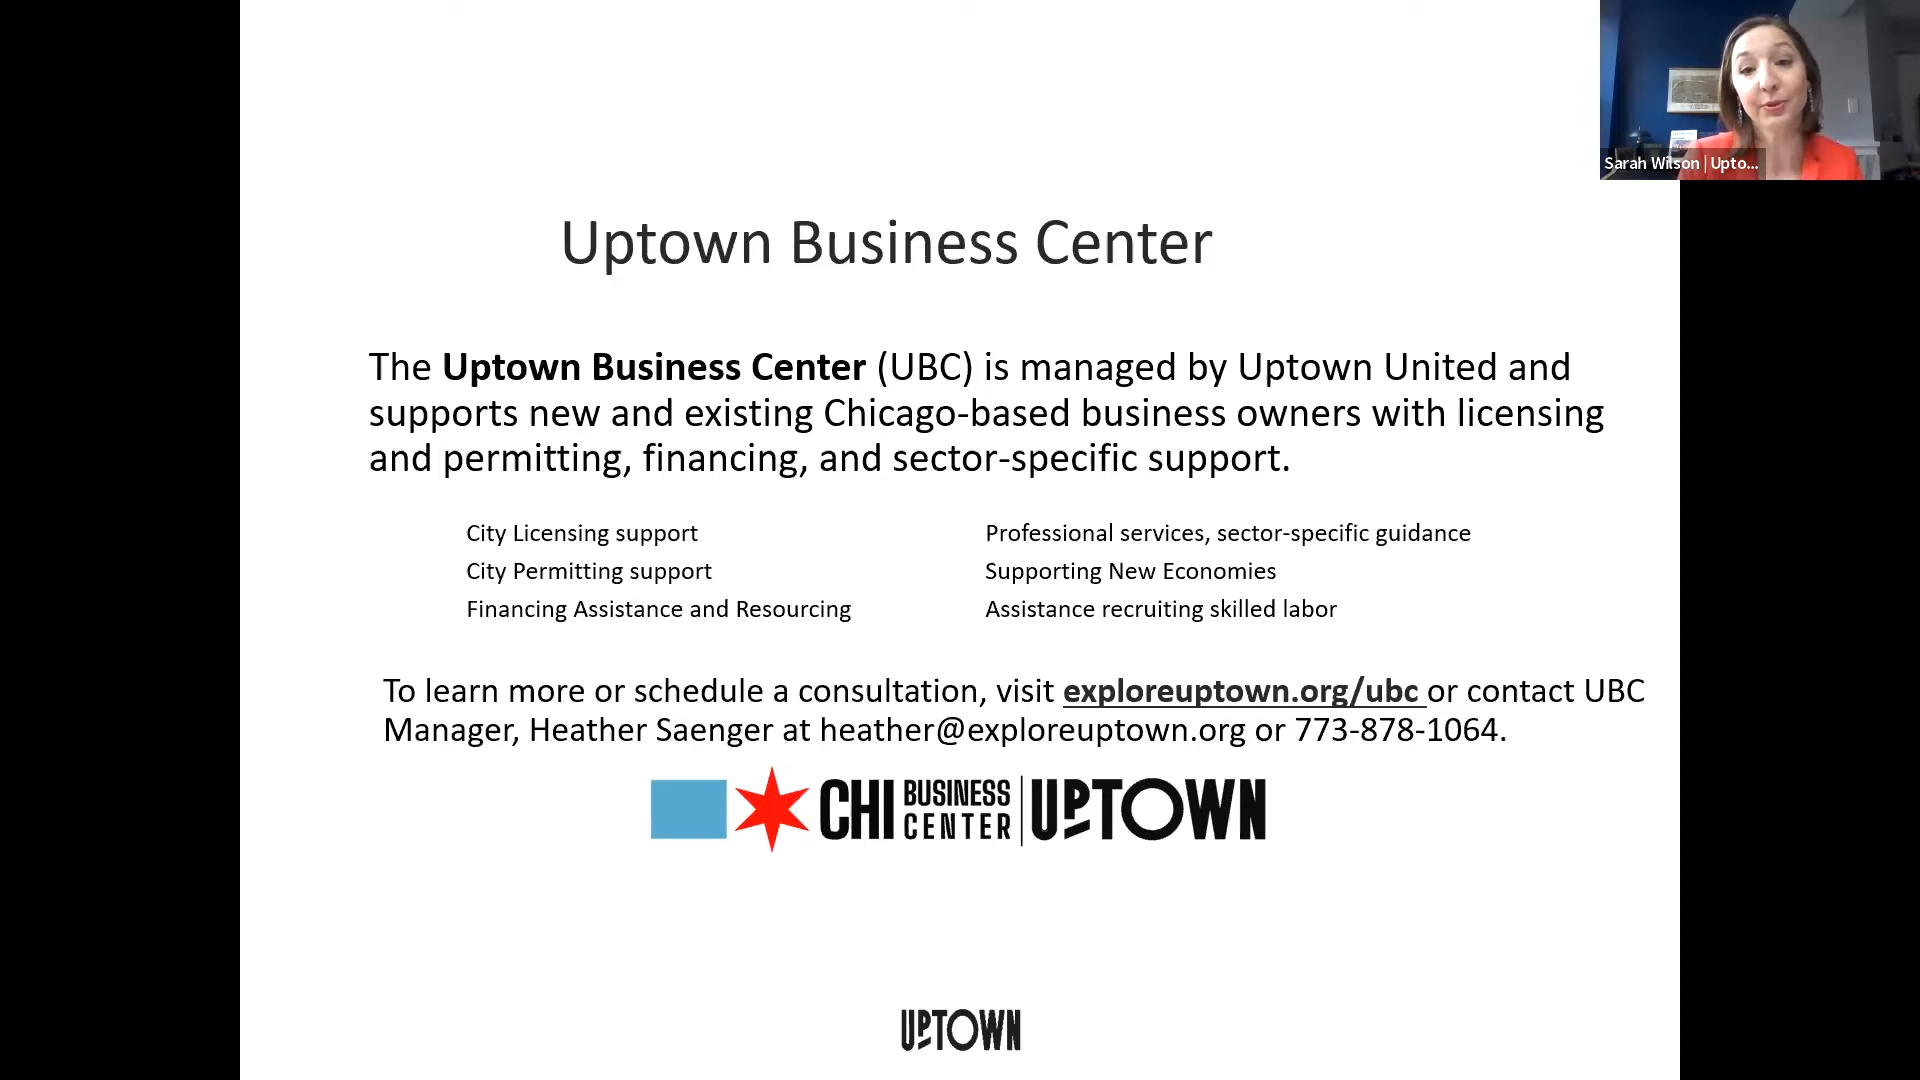 Sarah Wilson | Upto...
Uptown Business Center
The Uptown Business Center (UBC) is managed by Uptown United and
supports new and existing Chicago-based business owners with licensing
and permitting, financing, and sector-specific support.
City Licensing support
City Permitting support
Financing Assistance and Resourcing
Professional services, sector-specific guidance
Supporting New Economies
Assistance recruiting skilled labor
To learn more or schedule a consultation, visit exploreuptown.org/ubc or contact UBC
Manager, Heather Saenger at heather@exploreuptown.org or 773-878-1064.
CHI BUSINESS CENTER | UPTOWN
UPTOWN